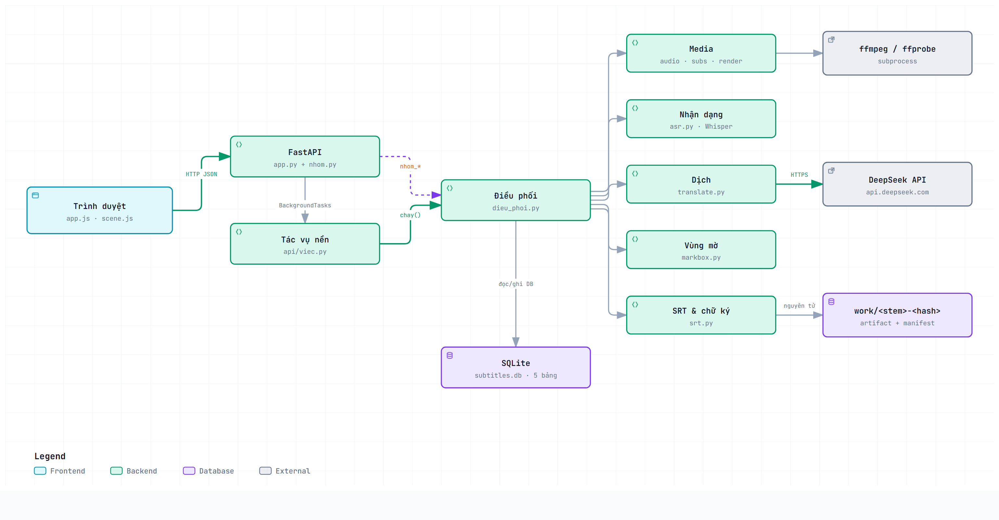 Media
audio · subs · render
ffmpeg / ffprobe
subprocess
Nhận dạng
asr.py · Whisper
FastAPI
app.py + nhom.py
nhom_*
HTTP JSON
Dịch
translate.py
HTTPS
DeepSeek API
api.deepseek.com
Trình duyệt
app.js · scene.js
BackgroundTasks
chay()
Điều phối
dieu_phoi.py
Tác vụ nền
api/viec.py
Vùng mờ
markbox.py
đọc/ghi DB
SRT & chữ ký
srt.py
nguyên tử
work/<stem>-<hash>
artifact + manifest
SQLite
subtitles.db · 5 bảng
Legend
Frontend
Backend
Database
External